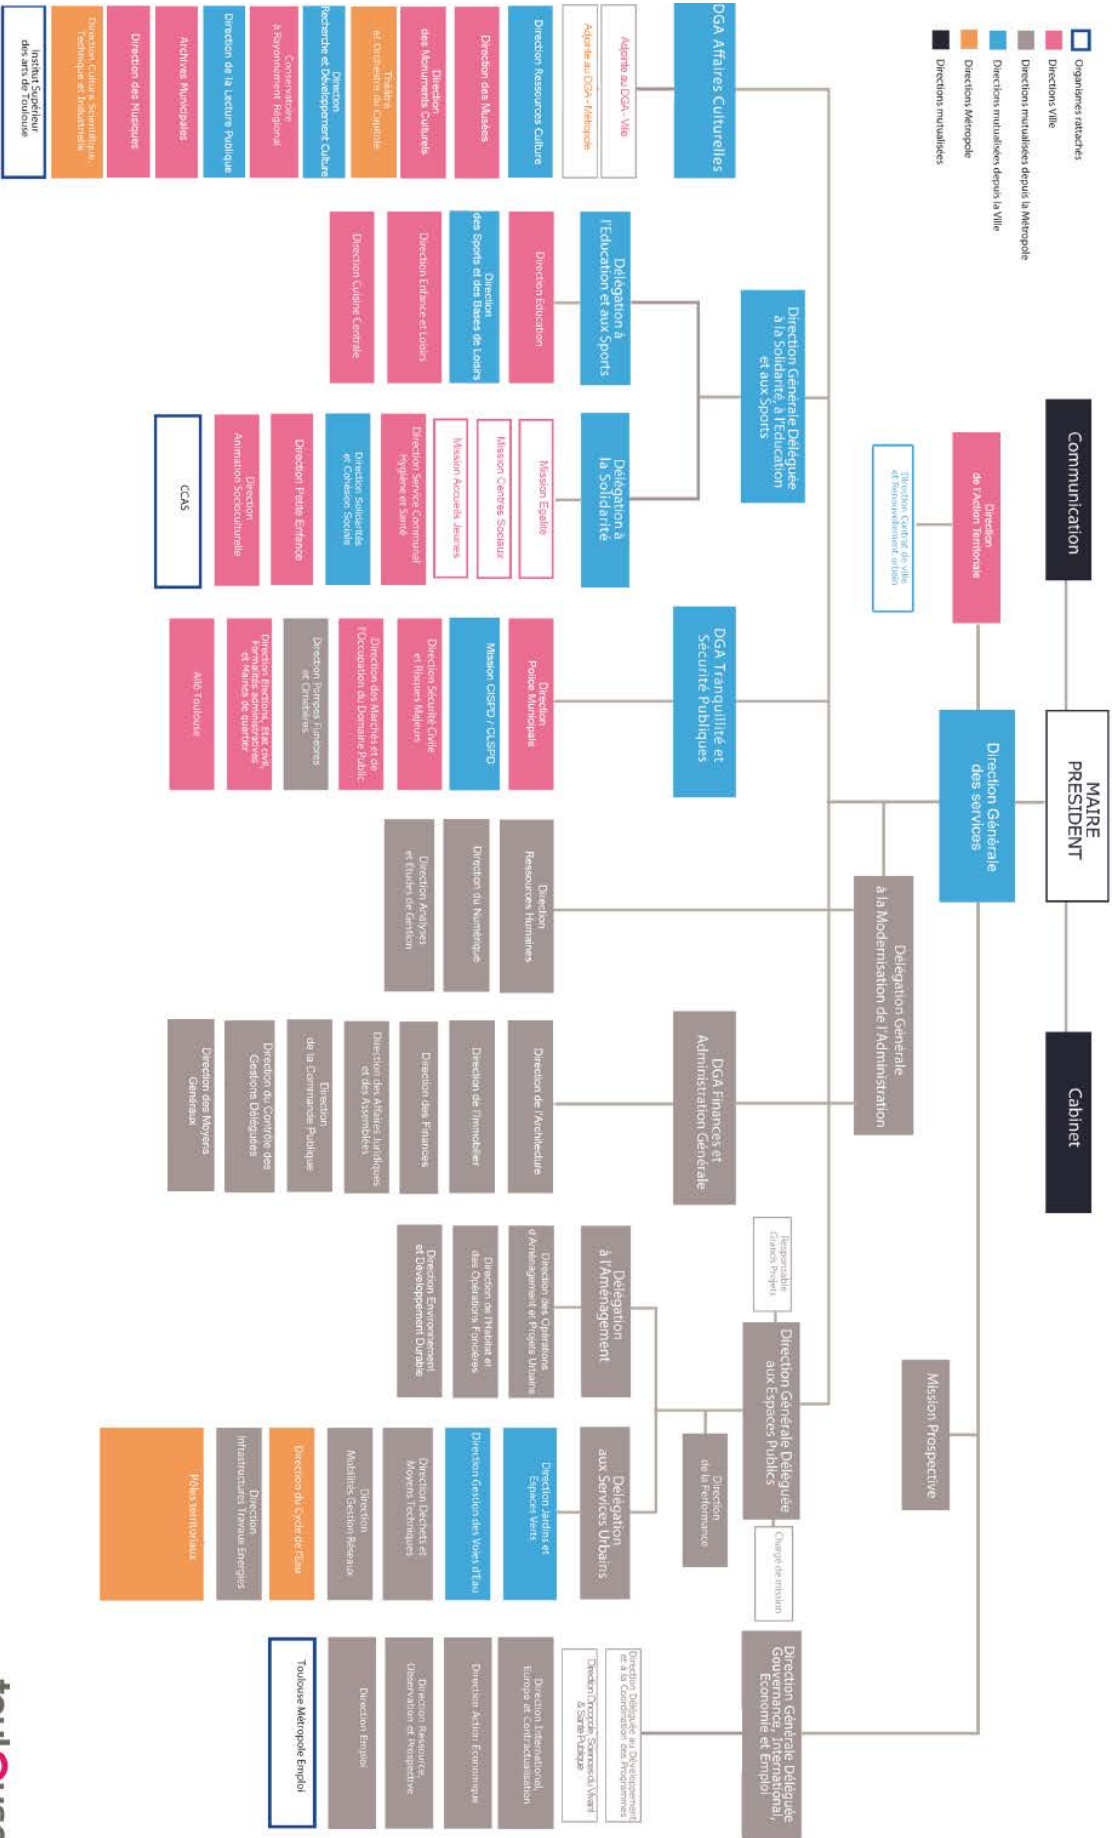 Organismes rattachés
Directions Ville
Directions mutualisées depuis la Métropole
Directions mutualisées depuis la Ville
Directions Métropole
Directions mutualisées
Communication
MAIRE
PRESIDENT
Cabinet
Direction
de l'Action Territoriale
Direction Contrat de ville
et Renouvellement urbain
Direction Générale
des services
Mission Prospective
Délégation Générale
à la Modernisation de l'Administration
DGA Affaires Culturelles
Adjointe au DGA - Ville
Adjointe au DGA - Métropole
Direction Ressources Culture
Direction des Musées
Direction
des Monuments Culturels
Théâtre
et Orchestre du Capitole
Direction
Recherche et Développement Culture
Conservatoire
à Rayonnement Régional
Direction de la Lecture Publique
Archives Municipales
Direction des Musiques
Direction Culture Scientifique,
Technique et Industrielle
Institut Supérieur
des arts de Toulouse
Direction Générale Déléguée
à la Solidarité, à l'Education
et aux Sports
Délégation à
l'Education et aux Sports
Direction Education
Direction
des Sports et des Bases de Loisirs
Direction Enfance et Loisirs
Direction Cuisine Centrale
Délégation à
la Solidarité
Mission Egalité
Mission Centres Sociaux
Mission Accueils Jeunes
Direction Service Communal
Hygiène et Santé
Direction Solidarités
et Cohésion Sociale
Direction Petite Enfance
Direction
Animation Socioculturelle
CCAS
DGA Tranquillité et
Sécurité Publiques
Direction
Police Municipale
Mission CISPD / CLSPD
Direction Sécurité Civile
et Risques Majeurs
Direction des Marchés et de
l'Occupation du Domaine Public
Direction Pompes Funèbres
et Cimetières
Direction Elections, Etat civil,
Formalités administratives
et Mairies de quartier
Allô Toulouse
Direction
Ressources Humaines
Direction du Numérique
Direction Analyses
et Etudes de Gestion
DGA Finances et
Administration Générale
Direction de l'Architecture
Direction de l'Immobilier
Direction des Finances
Direction des Affaires Juridiques
et des Assemblées
Direction
de la Commande Publique
Direction du Contrôle des
Gestions Déléguées
Direction des Moyens
Généraux
Responsable
Grands Projets
Direction Générale Déléguée
aux Espaces Publics
Chargé de mission
Direction
de la Performance
Délégation
à l'Aménagement
Direction des Opérations
d'Aménagement et Projets Urbains
Direction de l'Habitat et
des Opérations Foncières
Direction Environnement
et Développement Durable
Délégation
aux Services Urbains
Direction Jardins et
Espaces Verts
Direction Gestion des Voies d'Eau
Direction Déchets et
Moyens Techniques
Direction
Mobilités Gestion Réseaux
Direction du Cycle de l'Eau
Direction
Infrastructures Travaux Energies
Pôles territoriaux
Direction Générale Déléguée
Gouvernance, International,
Economie et Emploi
Direction Déléguée au Développement
et à la Coordination des Programmes
Direction Oncopole, Sciences du Vivant
& Santé Publique
Direction International,
Europe et Contractualisation
Direction Action Economique
Direction Ressource,
Observation et Prospective
Direction Emploi
Toulouse Métropole Emploi